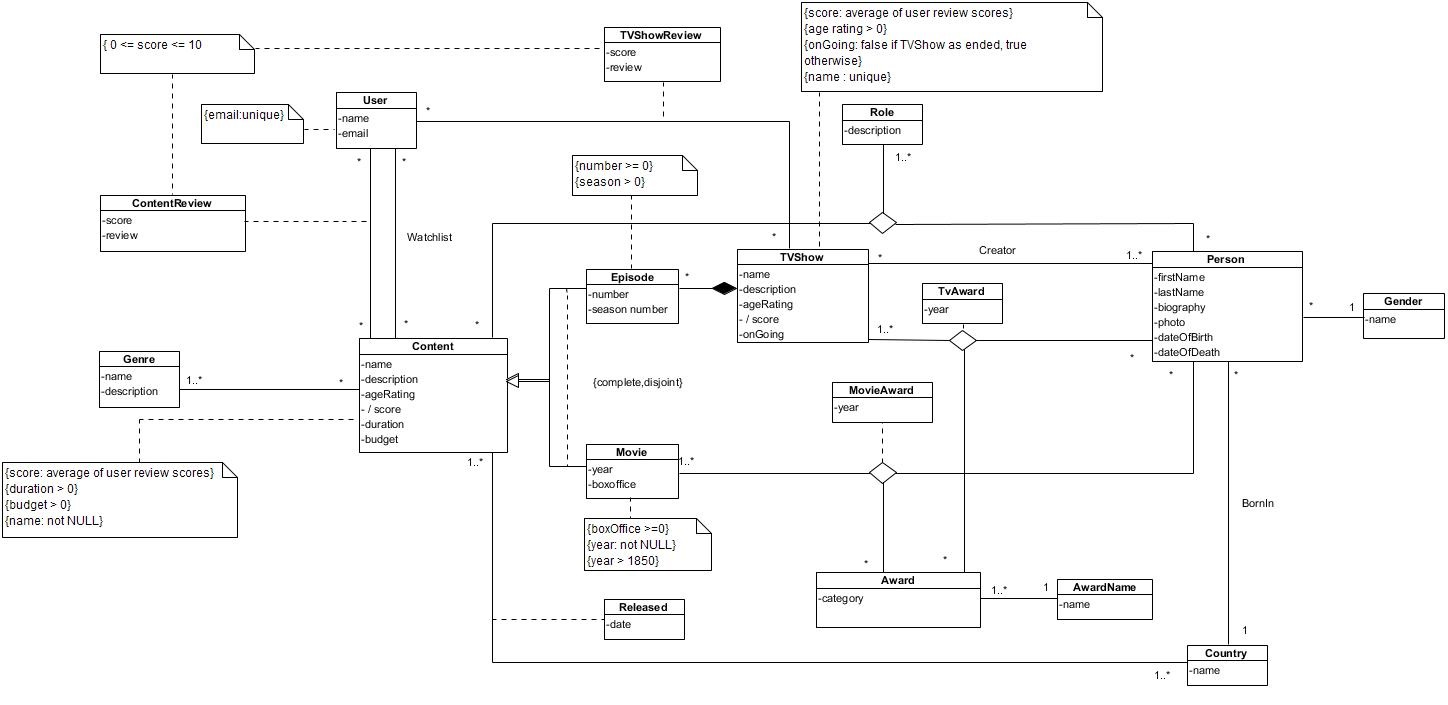 {score: average of user review scores}
{age rating > 0}
{onGoing: false if TVShow as ended, true
otherwise}
{name : unique}
{ 0 <= score <= 10
TVShowReview
-score
-review
User
-name
-email
*
*
*
{email:unique}
Role
-description
1..*
{number >= 0}
{season > 0}
ContentReview
-score
-review
Watchlist
*
*
*
*
TVShow
-name
-description
-ageRating
- / score
-onGoing
*
Creator
1..*
*
Person
-firstName
-lastName
-biography
-photo
-dateOfBirth
-dateOfDeath
Episode
-number
-season number
*
TvAward
-year
1..*
*
*
1
Gender
-name
Content
-name
-description
-ageRating
- / score
-duration
-budget
Genre
-name
-description
1..*
*
{complete,disjoint}
MovieAward
-year
*
*
{score: average of user review scores}
{duration > 0}
{budget > 0}
{name: not NULL}
1..*
Movie
-year
-boxoffice
1..*
BornIn
{boxOffice >=0}
{year: not NULL}
{year > 1850}
*
*
Award
-category
1..*
1
AwardName
-name
Released
-date
1
Country
-name
1..*